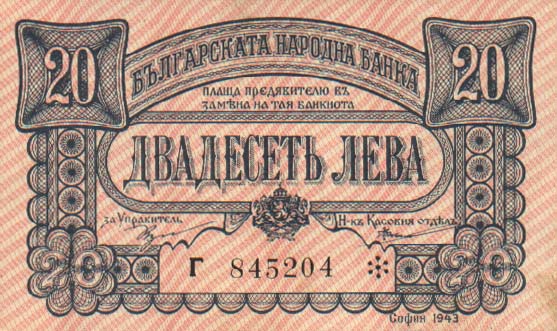 20
БЪЛГАРСКАТА НАРОДНА БАНКА
20
ПЛАЩА ПРЕДЯВИТЕЛЮ ВЪ
ЗАМѢНА НА ТАЯ БАНКНОТА
ДВАДЕСЕТЬ ЛЕВА
за Управитель
Н-къ Касовия отдѣлъ
20
Г 845204
20
София 1943